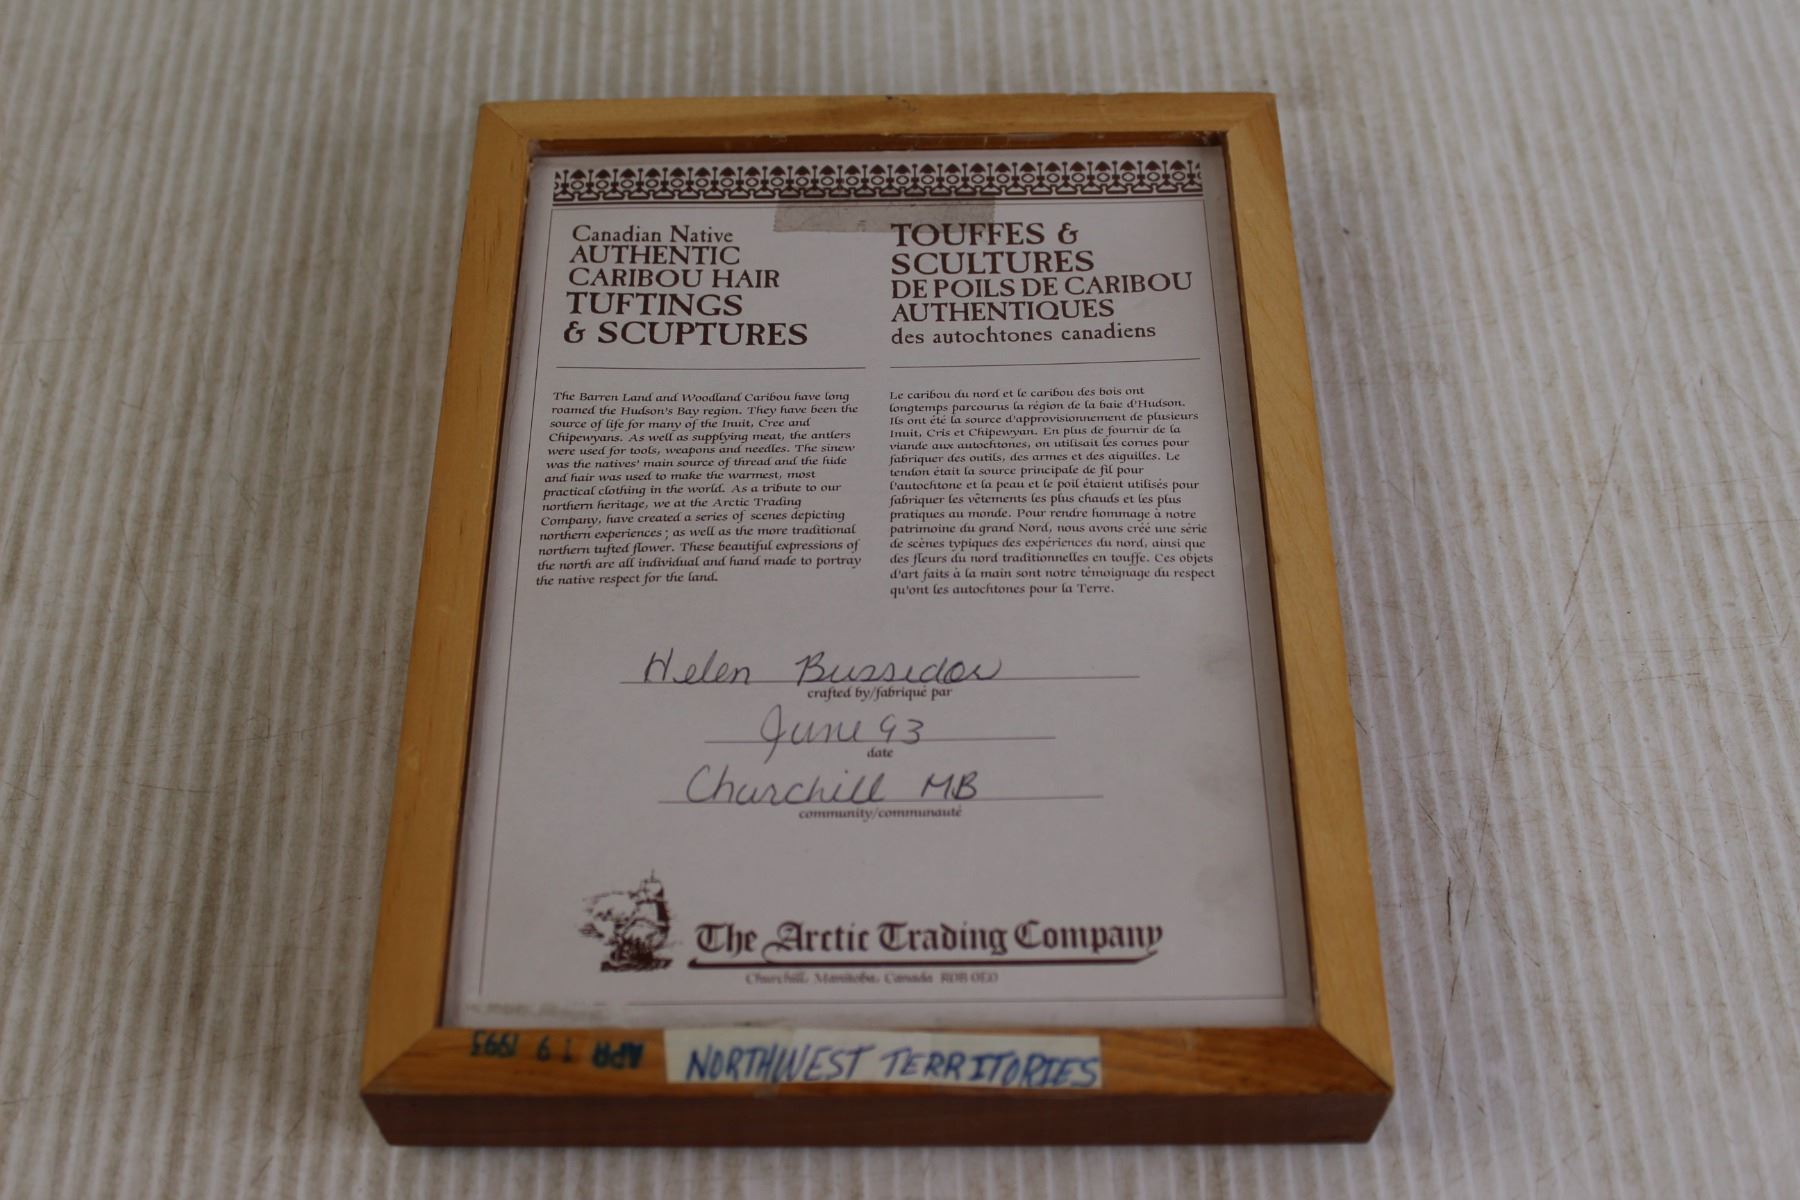 Canadian Native
AUTHENTIC
CARIBOU HAIR
TUFTINGS
& SCUPTURES
The Barren Land and Woodland Caribou have long
roamed the Hudson's Bay region. They have been the
source of life for many of the Inuit, Cree and
Chipewyans. As well as supplying meat, the antlers
were used for tools, weapons and needles. The sinew
was the natives' main source of thread and the hide
and hair was used to make the warmest, most
practical clothing in the world. As a tribute to our
northern heritage, we at the Arctic Trading
Company, have created a series of scenes depicting
northern experiences; as well as the more traditional
northern tufted flower. These beautiful expressions of
the north are all individual and hand made to portray
the native respect for the land.
TOUFFES &
SCULTURES
DE POILS DE CARIBOU
AUTHENTIQUES
des autochtones canadiens
Le caribou du nord et le caribou des bois ont
longtemps parcourus la région de la baie d'Hudson.
Ils ont été la source d'approvisionnement de plusieurs
Inuit, Cris et Chipewyan. En plus de fournir de la
viande aux autochtones, on utilisait les cornes pour
fabriquer des outils, des armes et des aiguilles. Le
tendon était la source principale de fil pour
l'autochtone et la peau et le poil étaient utilisés pour
fabriquer les vêtements les plus chauds et les plus
pratiques au monde. Pour rendre hommage à notre
patrimoine du grand Nord, nous avons créé une série
de scènes typiques des expériences du nord, ainsi que
des fleurs du nord traditionnelles en touffe. Ces objets
d'art faits à la main sont notre témoignage du respect
qu'ont les autochtones pour la Terre.
Helen Bussedor
crafted by/fabriqué par
June 93
date
Churchill MB
community/communauté
The Arctic Trading Company
Churchill, Manitoba, Canada R0B 0E0
APR 19 1995
NORTHWEST TERRITORIES